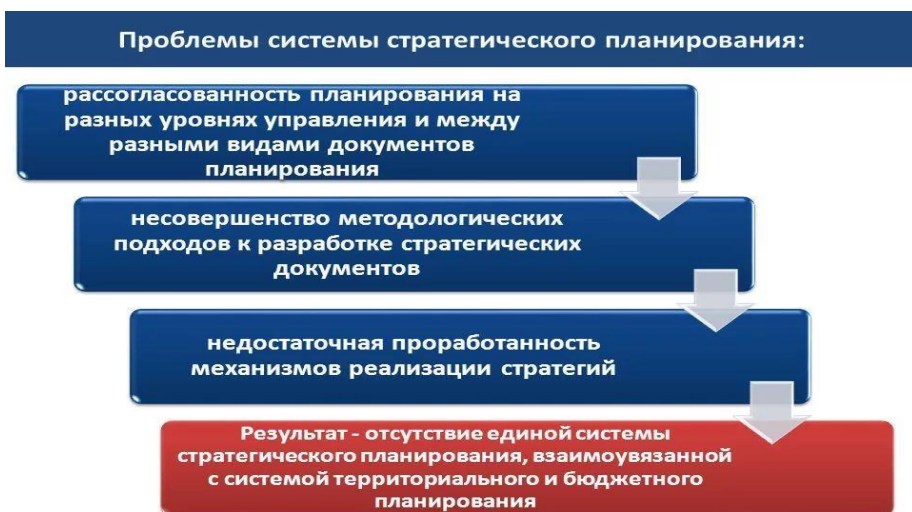 Проблемы системы стратегического планирования:
рассогласованность планирования на
разных уровнях управления и между
разными видами документов
планирования
несовершенство методологических
подходов к разработке стратегических
документов
недостаточная проработанность
механизмов реализации стратегий
Результат - отсутствие единой системы
стратегического планирования, взаимоувязанной
с системой территориального и бюджетного
планирования